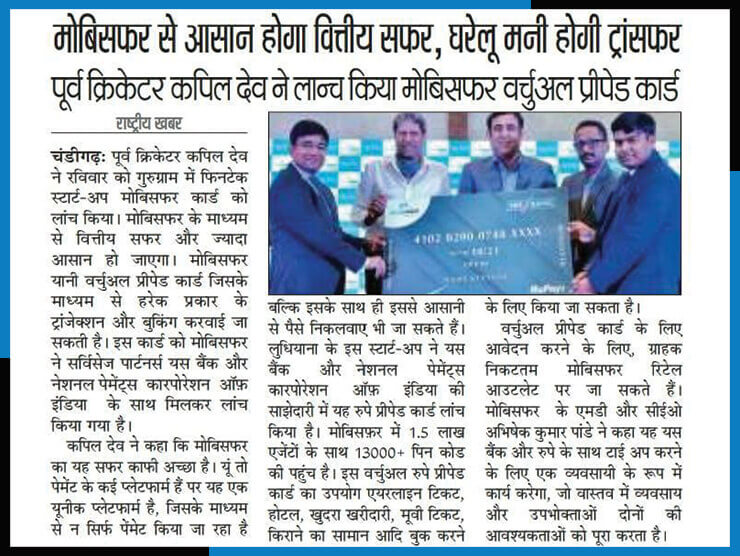 मोबिसफर से आसान होगा वित्तीय सफर, घरेलू मनी होगी ट्रांसफर
पूर्व क्रिकेटर कपिल देव ने लान्च किया मोबिसफर वर्चुअल प्रीपेड कार्ड
राष्ट्रीय खबर
चंडीगढ़: पूर्व क्रिकेटर कपिल देव
ने रविवार को गुरुग्राम में फिनटेक
स्टार्ट-अप मोबिसफर कार्ड को
लांच किया। मोबिसफर के माध्यम
से वित्तीय सफर और ज्यादा
आसान हो जाएगा। मोबिसफर
यानी वर्चुअल प्रीपेड कार्ड जिसके
माध्यम से हरेक प्रकार के
ट्रांजेक्शन और बुकिंग करवाई जा
सकती है। इस कार्ड को मोबिसफर
ने सर्विसेज पार्टनर्स यस बैंक और
नेशनल पेमेंट्स कारपोरेशन ऑफ़
इंडिया के साथ मिलकर लांच
किया गया है।
कपिल देव ने कहा कि मोबिसफर
का यह सफर काफी अच्छा है। यूं तो
पेमेंट के कई प्लेटफार्म हैं पर यह एक
यूनीक प्लेटफार्म है, जिसके माध्यम
से न सिर्फ पेंमेट किया जा रहा है
4102 0200 0748 XXXX
08/21
RuPay
बल्कि इसके साथ ही इससे आसानी
से पैसे निकलवाए भी जा सकते हैं।
लुधियाना के इस स्टार्ट-अप ने यस
बैंक और नेशनल पेमेंट्स
कारपोरेशन ऑफ़ इंडिया की
साझेदारी में यह रुपे प्रीपेड कार्ड लांच
किया है। मोबिसफ़र में 1.5 लाख
एजेंटों के साथ 13000+ पिन कोड
की पहुंच है। इस वर्चुअल रुपे प्रीपेड
कार्ड का उपयोग एयरलाइन टिकट,
होटल, खुदरा खरीदारी, मूवी टिकट,
किराने का सामान आदि बुक करने
के लिए किया जा सकता है।
वर्चुअल प्रीपेड कार्ड के लिए
आवेदन करने के लिए, ग्राहक
निकटतम मोबिसफर रिटेल
आउटलेट पर जा सकते हैं।
मोबिसफर के एमडी और सीईओ
अभिषेक कुमार पांडे ने कहा यह यस
बैंक और रुपे के साथ टाई अप करने
के लिए एक व्यवसायी के रूप में
कार्य करेगा, जो वास्तव में व्यवसाय
और उपभोक्ताओं दोनों की
आवश्यकताओं को पूरा करता है।